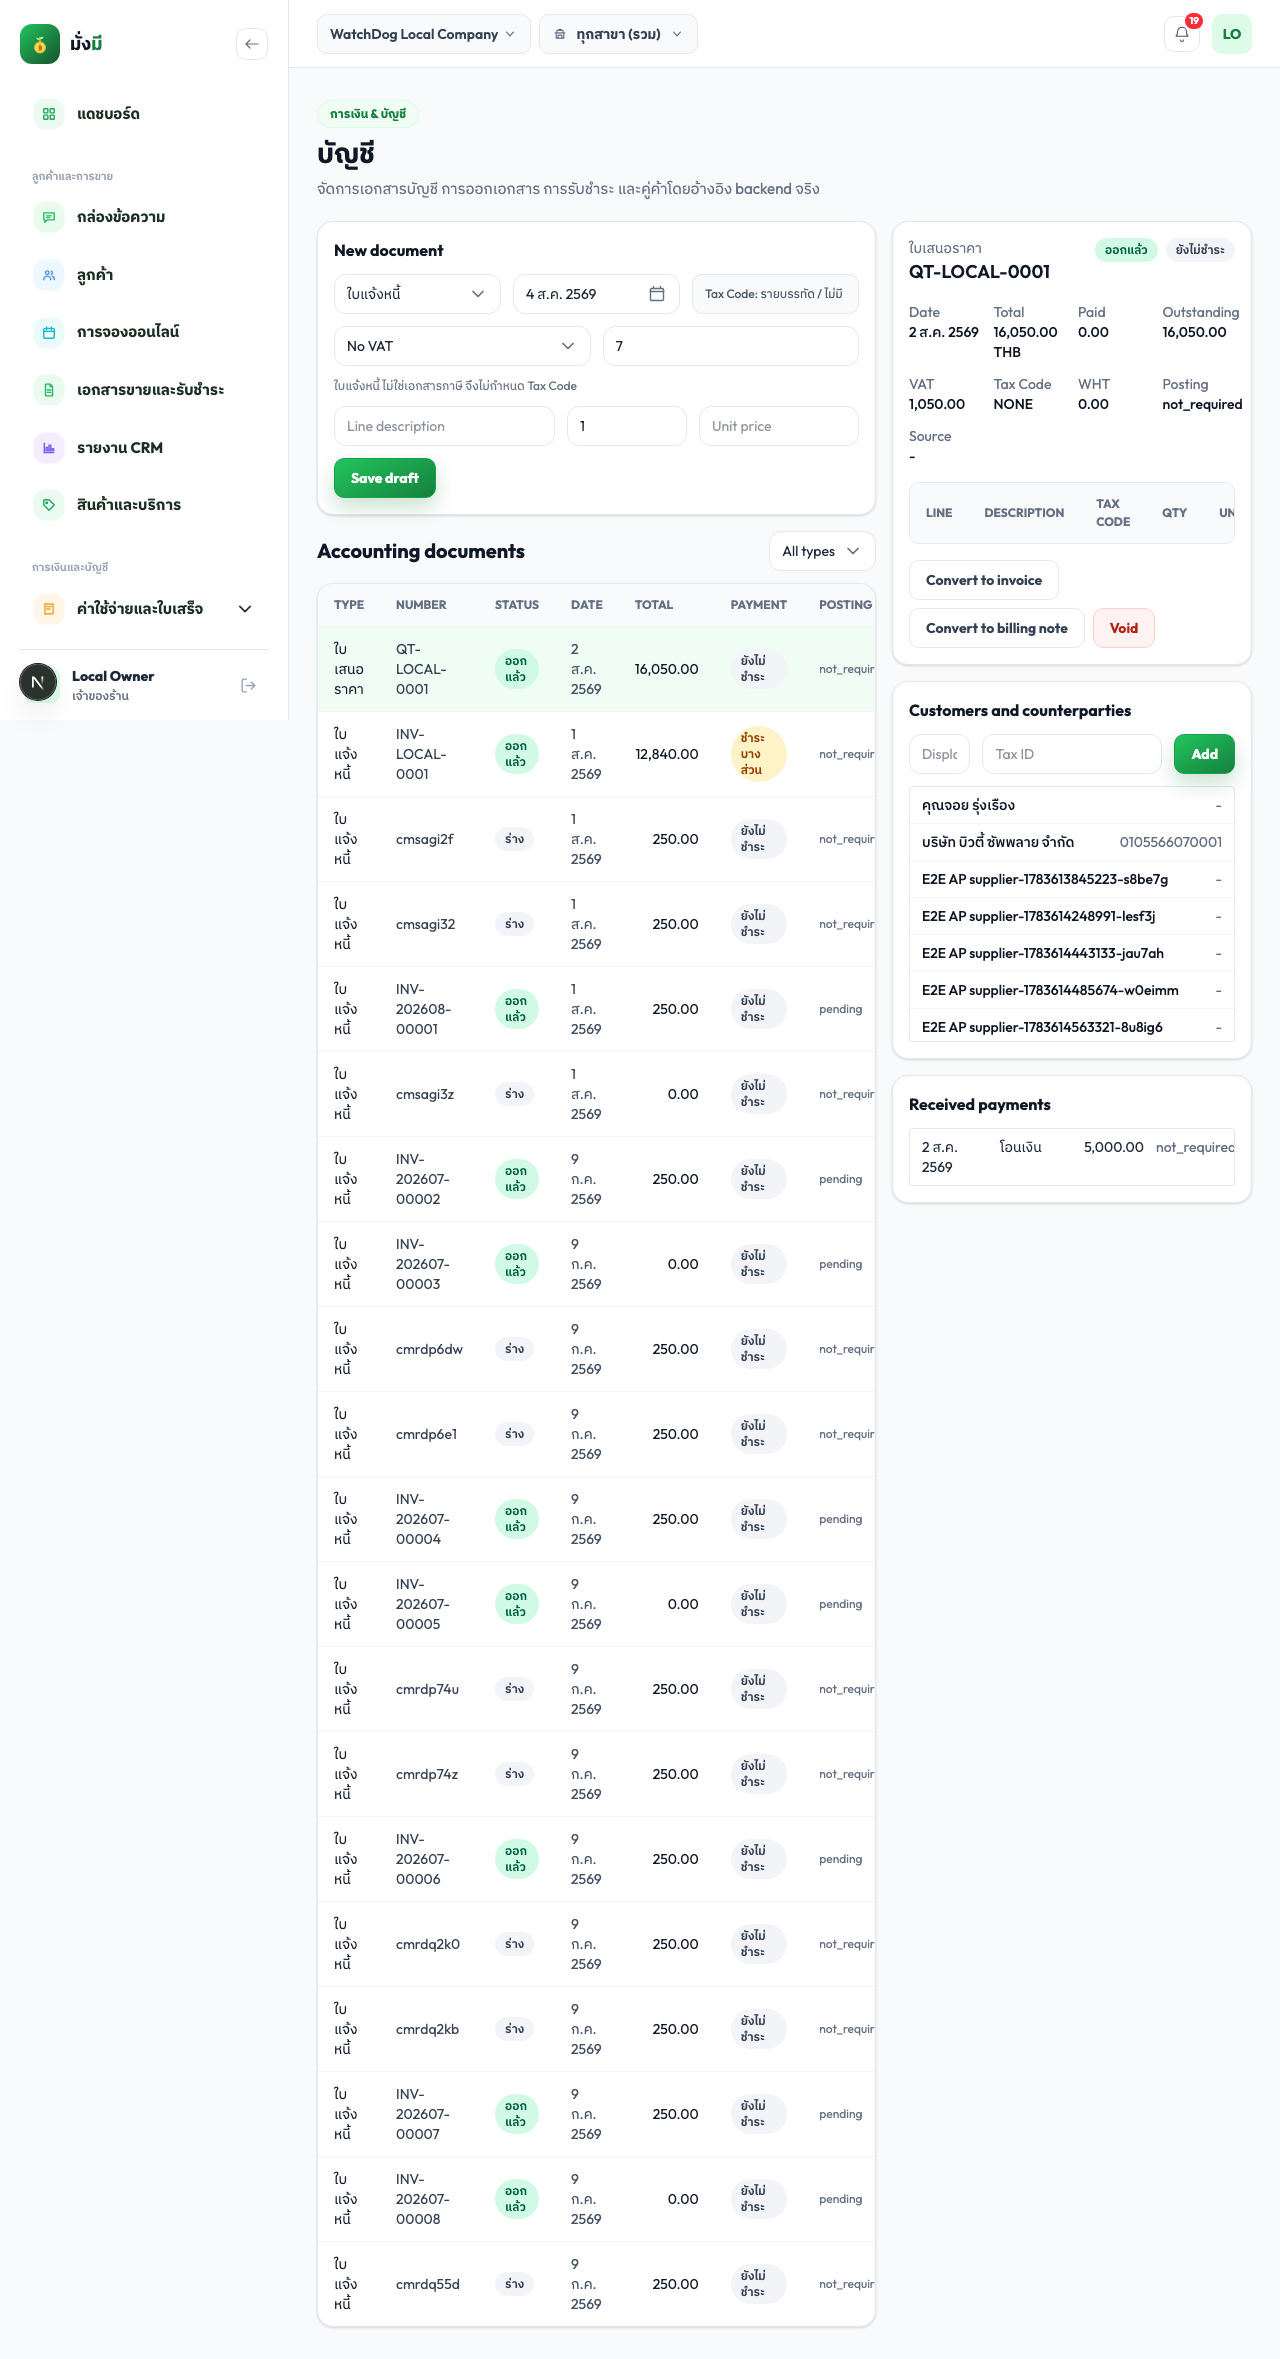 มั่งมี
แดชบอร์ด
ลูกค้าและการขาย
กล่องข้อความ
ลูกค้า
การจองออนไลน์
เอกสารขายและรับชำระ
รายงาน CRM
สินค้าและบริการ
การเงินและบัญชี
ค่าใช้จ่ายและใบเสร็จ
N
Local Owner
เจ้าของร้าน
WatchDog Local Company
ทุกสาขา (รวม)
19
LO
การเงิน & บัญชี
บัญชี
จัดการเอกสารบัญชี การออกเอกสาร การรับชำระ และคู่ค้าโดยอ้างอิง backend จริง
New document
ใบแจ้งหนี้
4 ส.ค. 2569
Tax Code: รายบรรทัด / ไม่มี
No VAT
7
ใบแจ้งหนี้ ไม่ใช่เอกสารภาษี จึงไม่กำหนด Tax Code
Line description
1
Unit price
Save draft
Accounting documents
All types
TYPE NUMBER STATUS DATE TOTAL PAYMENT POSTING
ใบเสนอราคา QT-LOCAL-0001 ออกแล้ว 2 ส.ค. 2569 16,050.00 ยังไม่ชำระ not_requir
ใบแจ้งหนี้ INV-LOCAL-0001 ออกแล้ว 1 ส.ค. 2569 12,840.00 ชำระบางส่วน not_requir
ใบแจ้งหนี้ cmsagi2f ร่าง 1 ส.ค. 2569 250.00 ยังไม่ชำระ not_requir
ใบแจ้งหนี้ cmsagi32 ร่าง 1 ส.ค. 2569 250.00 ยังไม่ชำระ not_requir
ใบแจ้งหนี้ INV-202608-00001 ออกแล้ว 1 ส.ค. 2569 250.00 ยังไม่ชำระ pending
ใบแจ้งหนี้ cmsagi3z ร่าง 1 ส.ค. 2569 0.00 ยังไม่ชำระ not_requir
ใบแจ้งหนี้ INV-202607-00002 ออกแล้ว 9 ก.ค. 2569 250.00 ยังไม่ชำระ pending
ใบแจ้งหนี้ INV-202607-00003 ออกแล้ว 9 ก.ค. 2569 0.00 ยังไม่ชำระ pending
ใบแจ้งหนี้ cmrdp6dw ร่าง 9 ก.ค. 2569 250.00 ยังไม่ชำระ not_requir
ใบแจ้งหนี้ cmrdp6e1 ร่าง 9 ก.ค. 2569 250.00 ยังไม่ชำระ not_requir
ใบแจ้งหนี้ INV-202607-00004 ออกแล้ว 9 ก.ค. 2569 250.00 ยังไม่ชำระ pending
ใบแจ้งหนี้ INV-202607-00005 ออกแล้ว 9 ก.ค. 2569 0.00 ยังไม่ชำระ pending
ใบแจ้งหนี้ cmrdp74u ร่าง 9 ก.ค. 2569 250.00 ยังไม่ชำระ not_requir
ใบแจ้งหนี้ cmrdp74z ร่าง 9 ก.ค. 2569 250.00 ยังไม่ชำระ not_requir
ใบแจ้งหนี้ INV-202607-00006 ออกแล้ว 9 ก.ค. 2569 250.00 ยังไม่ชำระ pending
ใบแจ้งหนี้ cmrdq2k0 ร่าง 9 ก.ค. 2569 250.00 ยังไม่ชำระ not_requir
ใบแจ้งหนี้ cmrdq2kb ร่าง 9 ก.ค. 2569 250.00 ยังไม่ชำระ not_requir
ใบแจ้งหนี้ INV-202607-00007 ออกแล้ว 9 ก.ค. 2569 250.00 ยังไม่ชำระ pending
ใบแจ้งหนี้ INV-202607-00008 ออกแล้ว 9 ก.ค. 2569 0.00 ยังไม่ชำระ pending
ใบแจ้งหนี้ cmrdq55d ร่าง 9 ก.ค. 2569 250.00 ยังไม่ชำระ not_requir
ใบเสนอราคา
QT-LOCAL-0001
ออกแล้ว ยังไม่ชำระ
Date Total Paid Outstanding
2 ส.ค. 2569 16,050.00 THB 0.00 16,050.00
VAT Tax Code WHT Posting
1,050.00 NONE 0.00 not_required
Source
-
LINE DESCRIPTION TAX CODE QTY UN
Convert to invoice
Convert to billing note
Void
Customers and counterparties
Displa
Tax ID
Add
คุณจอย รุ่งเรือง -
บริษัท บิวตี้ ซัพพลาย จำกัด 0105566070001
E2E AP supplier-1783613845223-s8be7g -
E2E AP supplier-1783614248991-lesf3j -
E2E AP supplier-1783614443133-jau7ah -
E2E AP supplier-1783614485674-w0eimm -
E2E AP supplier-1783614563321-8u8ig6 -
Received payments
2 ส.ค. 2569 โอนเงิน 5,000.00 not_required